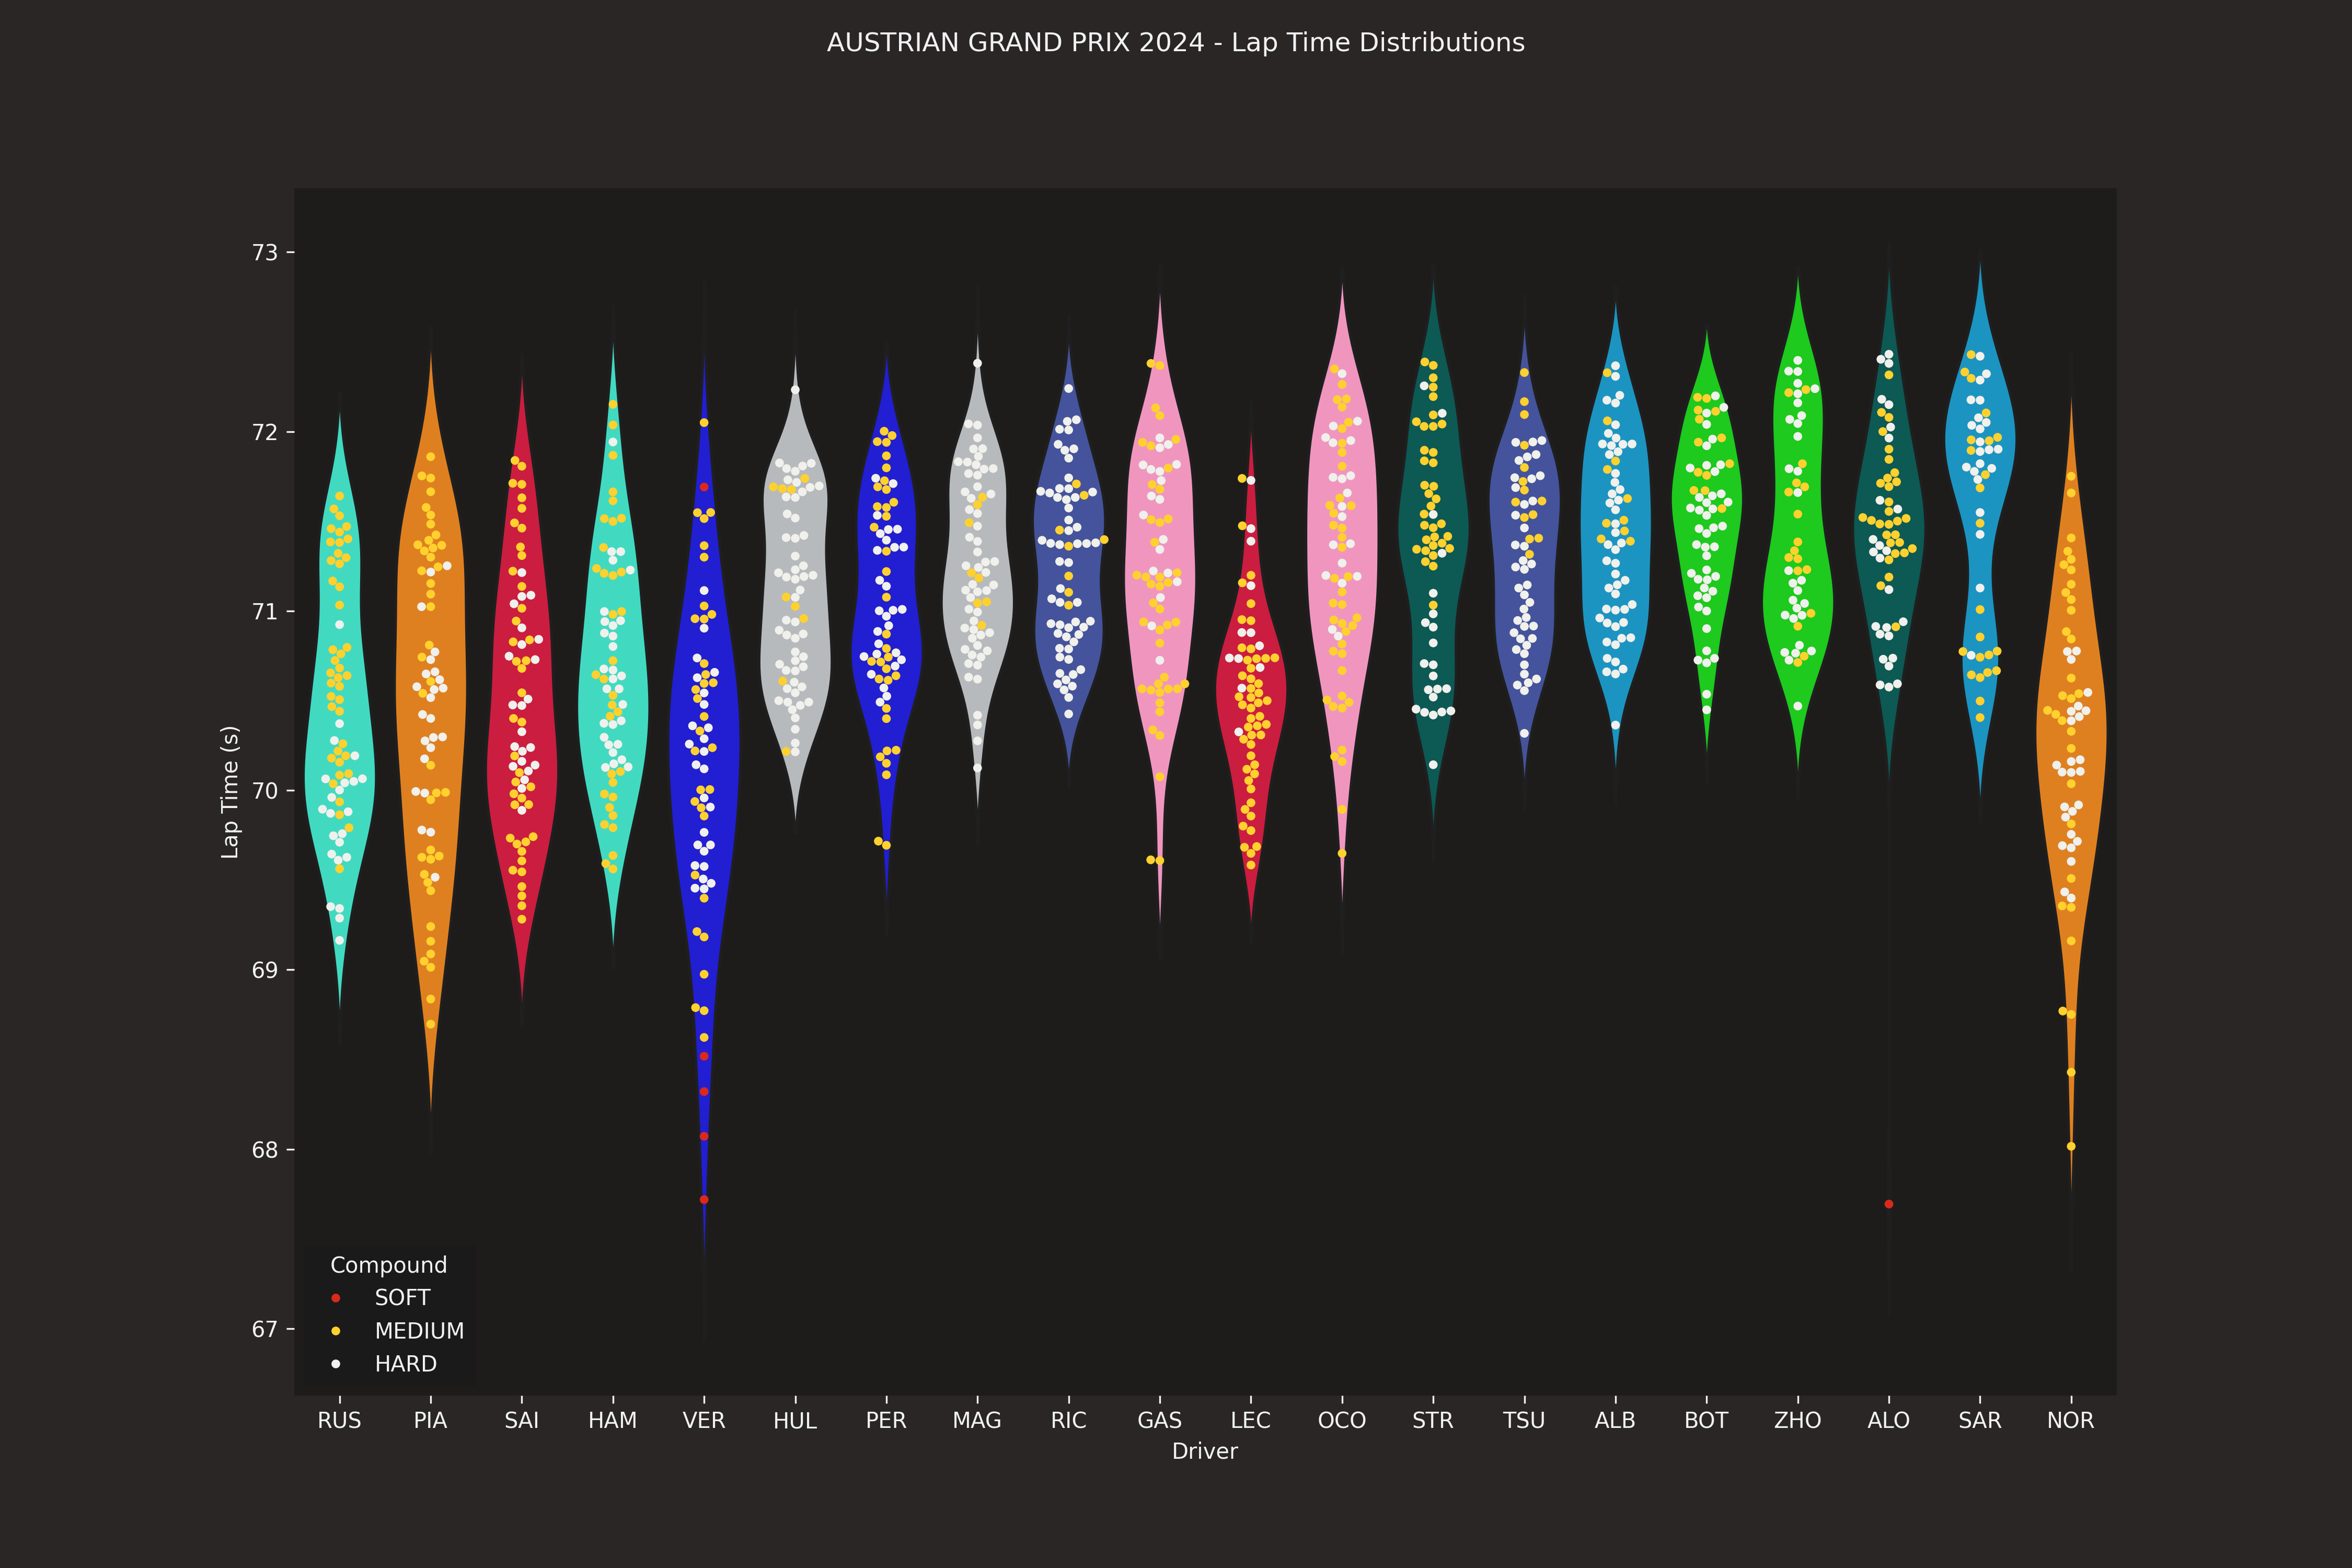 AUSTRIAN GRAND PRIX 2024 - Lap Time Distributions
73
72
71
70
69
68
67
Lap Time (s)
Compound
SOFT
MEDIUM
HARD
RUS PIA SAI HAM VER HUL PER MAG RIC GAS LEC OCO STR TSU ALB BOT ZHO ALO SAR NOR
Driver